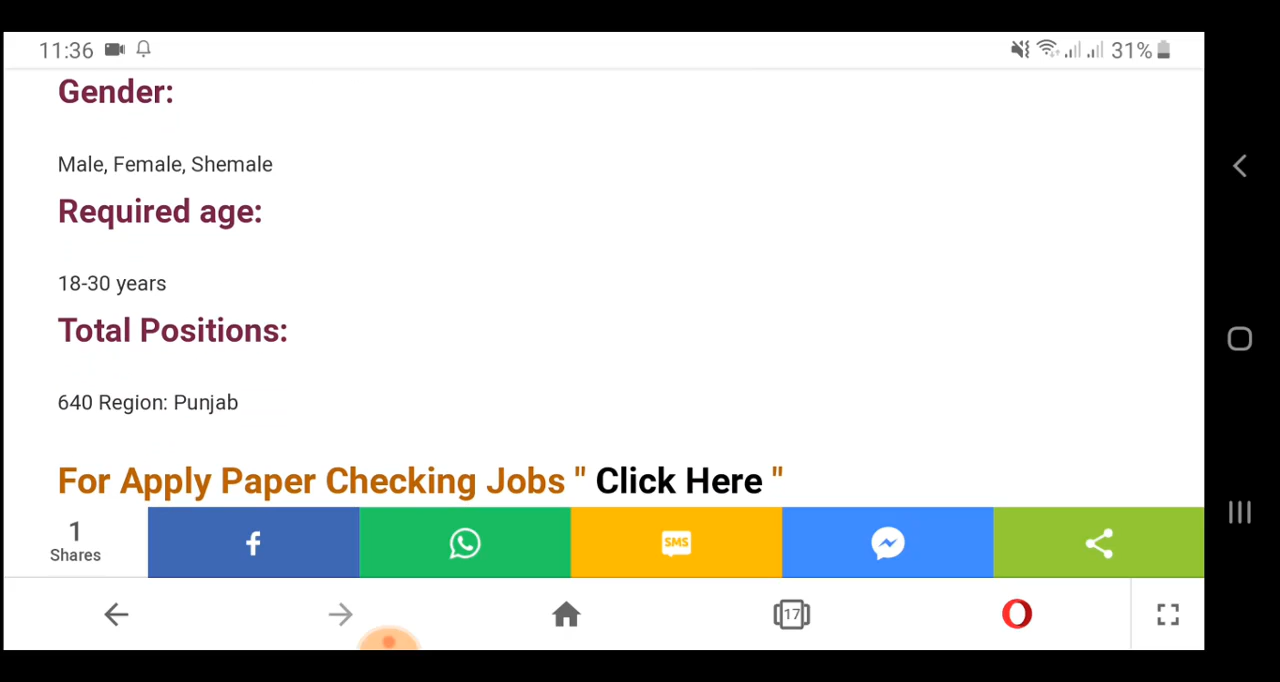 11:36
31%
Gender:
Male, Female, Shemale
Required age:
18-30 years
Total Positions:
640 Region: Punjab
For Apply Paper Checking Jobs " Click Here "
1
Shares
SMS
17